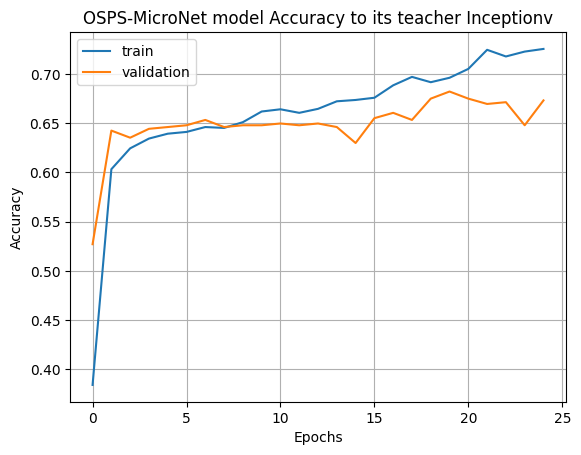 OSPS-MicroNet model Accuracy to its teacher Inceptionv
train
validation
0.70
0.65
0.60
0.55
0.50
0.45
0.40
Accuracy
0 5 10 15 20 25
Epochs